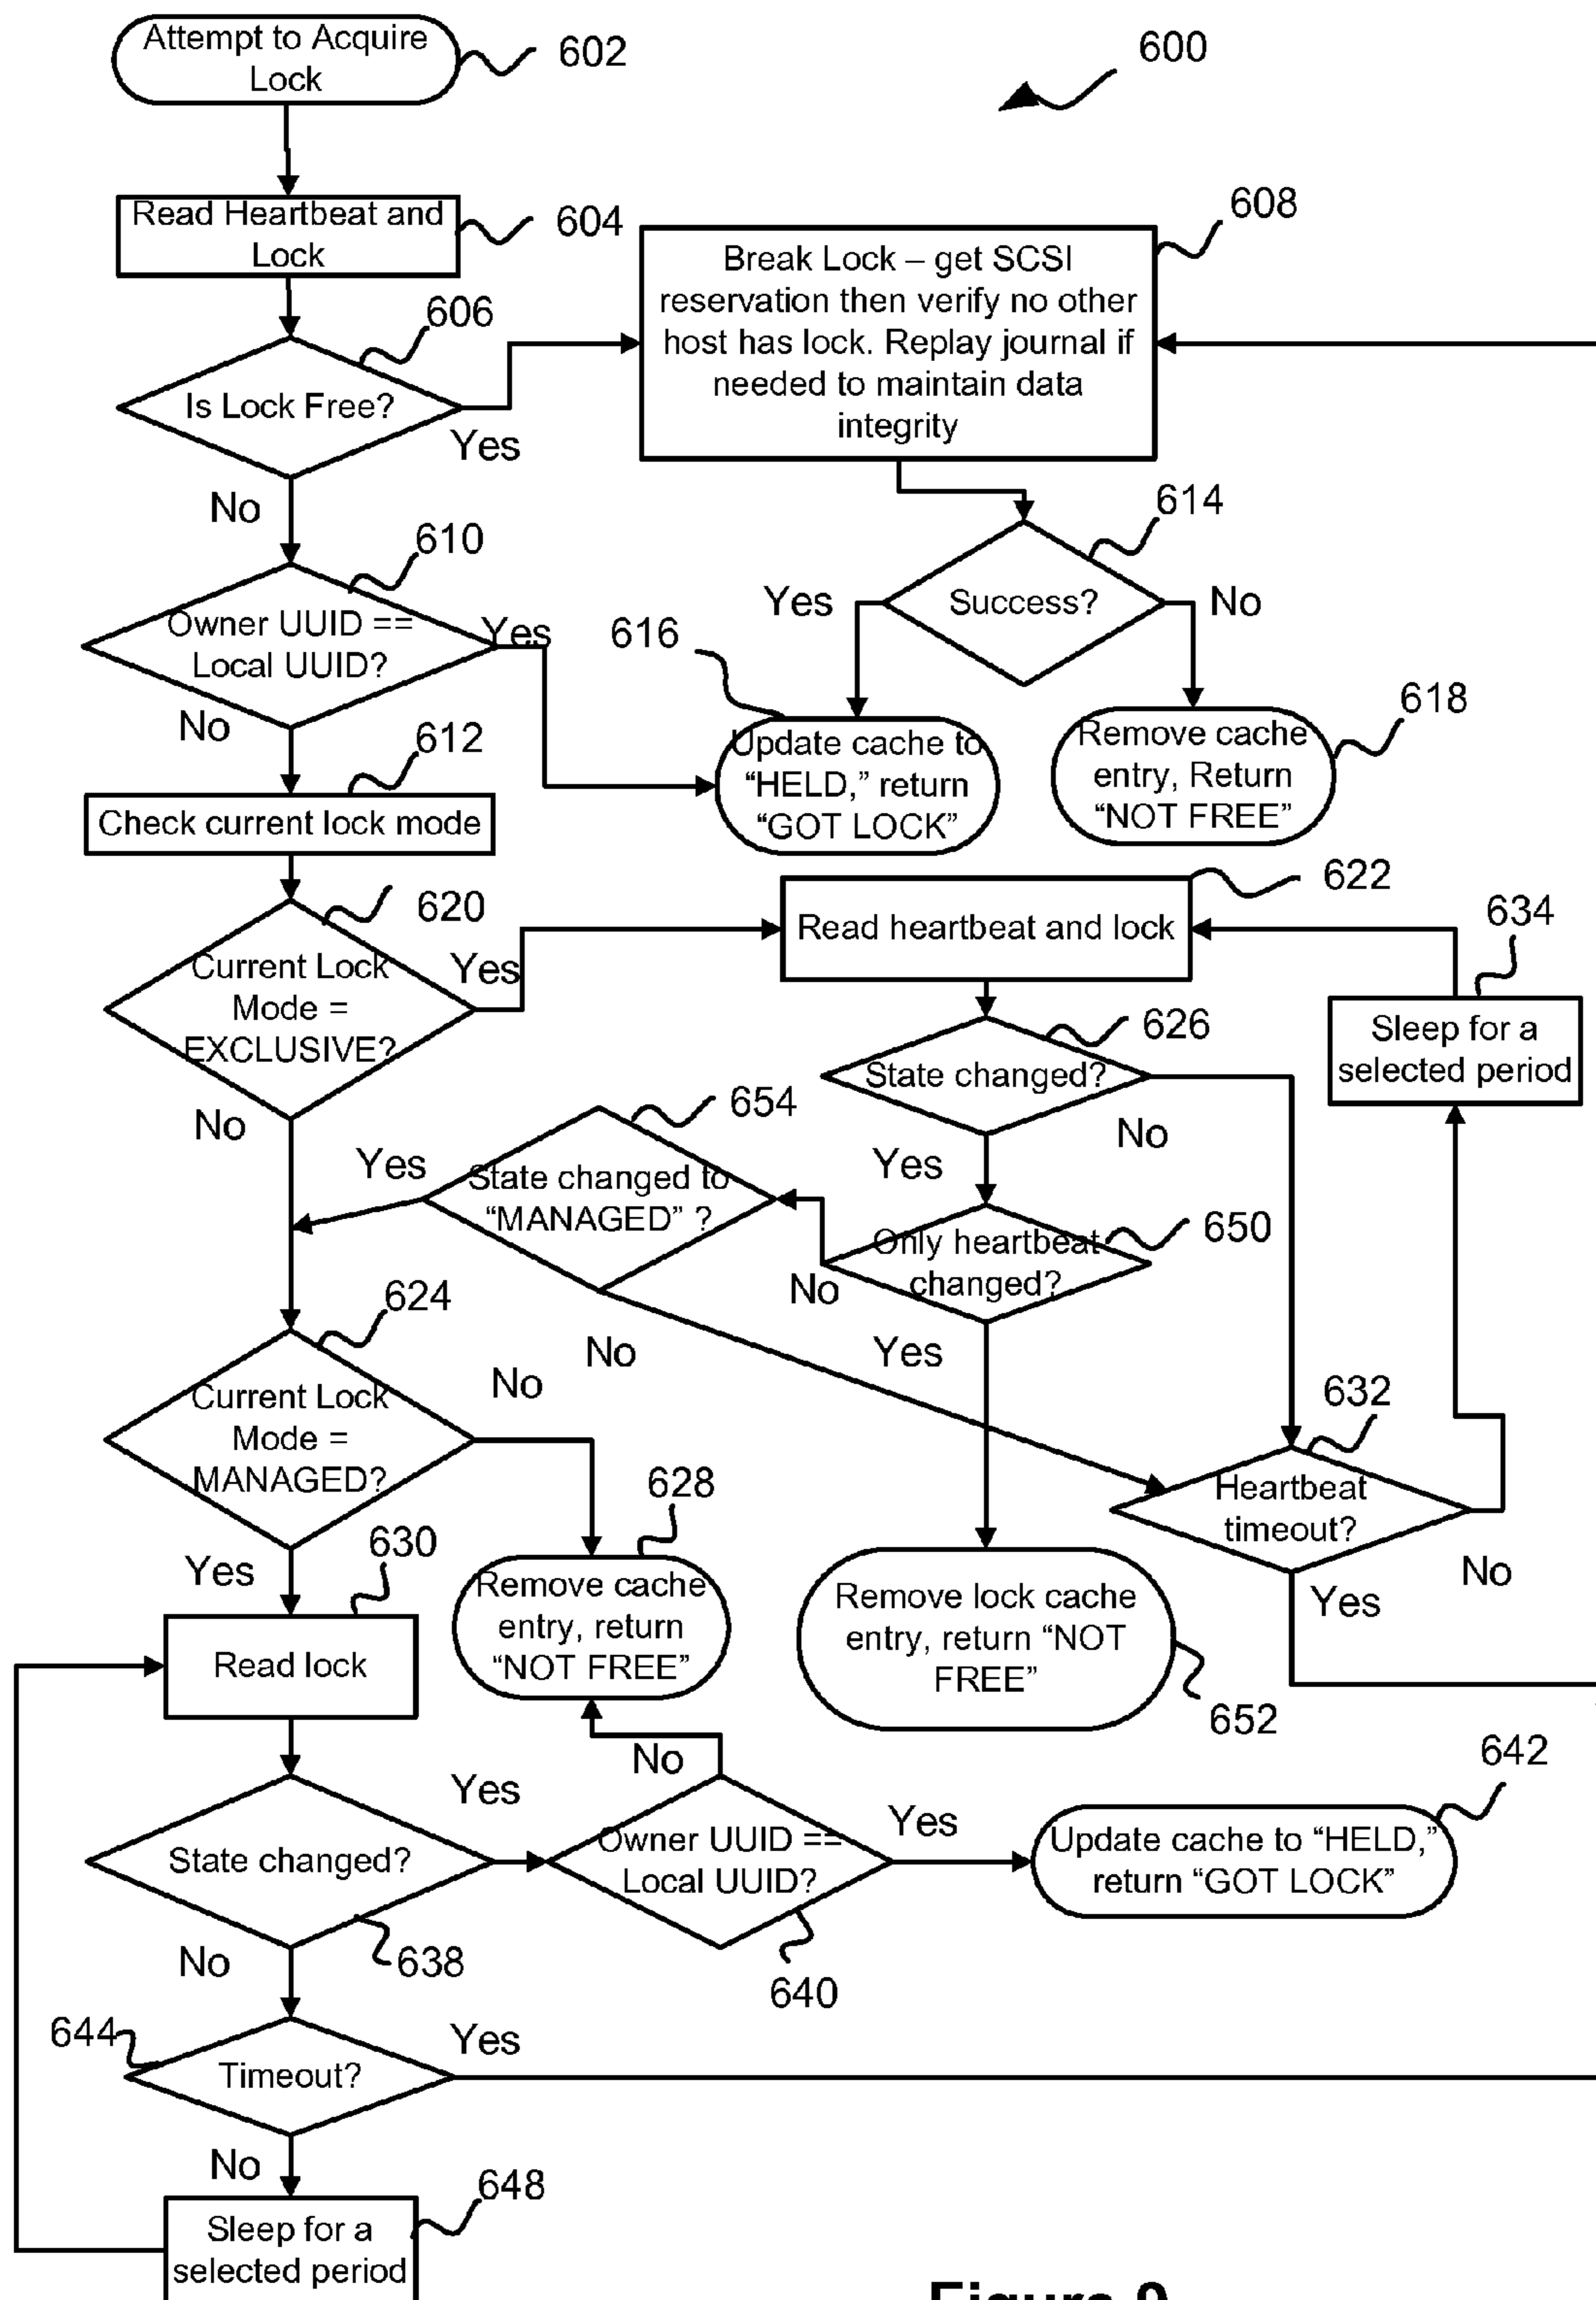 Attempt to Acquire
Lock
602
600
Read Heartbeat and
Lock
604
608
Break Lock – get SCSI
reservation then verify no other
host has lock. Replay journal if
needed to maintain data
integrity
606
Is Lock Free?
Yes
No
614
Success?
Yes
No
610
Owner UUID ==
Local UUID?
Yes
No
616
Update cache to
“HELD,” return
“GOT LOCK”
618
Remove cache
entry, Return
“NOT FREE”
612
Check current lock mode
620
Current Lock
Mode =
EXCLUSIVE?
Yes
No
622
Read heartbeat and lock
634
Sleep for a
selected period
626
State changed?
No
Yes
654
State changed to
“MANAGED” ?
Yes
No
650
Only heartbeat
changed?
No
Yes
624
Current Lock
Mode =
MANAGED?
No
Yes
632
Heartbeat
timeout?
No
Yes
628
Remove cache
entry, return
“NOT FREE”
Remove lock cache
entry, return “NOT
FREE”
652
630
Read lock
State changed?
Yes
No
638
Owner UUID ==
Local UUID?
No
Yes
640
642
Update cache to “HELD,”
return “GOT LOCK”
644
Timeout?
Yes
No
648
Sleep for a
selected period
Figure 9